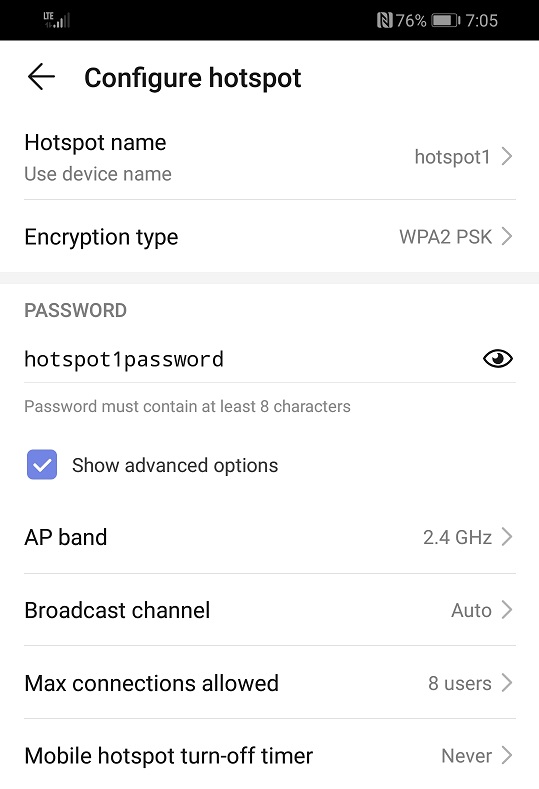 LTE 76% 7:05
Configure hotspot
Hotspot name
Use device name
hotspot1
Encryption type WPA2 PSK
PASSWORD
hotspot1password
Password must contain at least 8 characters
Show advanced options
AP band 2.4 GHz
Broadcast channel Auto
Max connections allowed 8 users
Mobile hotspot turn-off timer Never